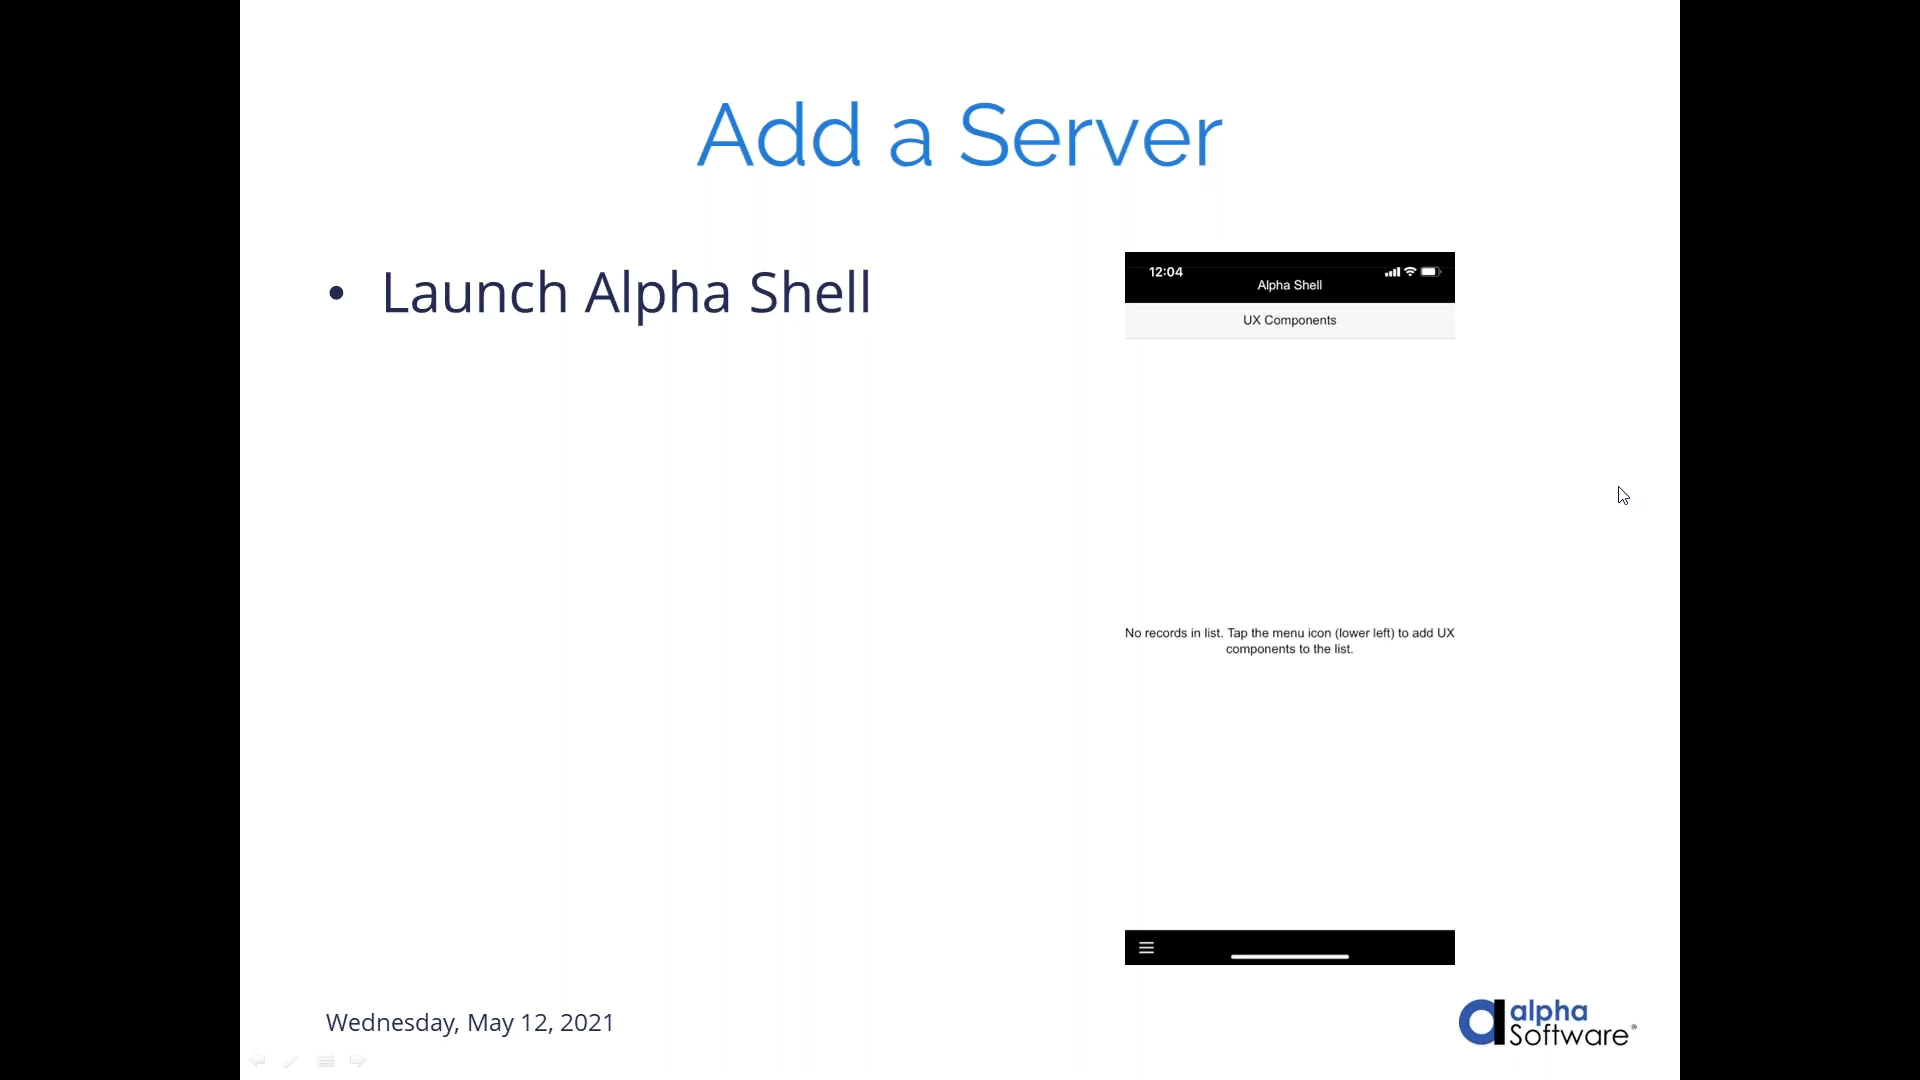 Add a Server
• Launch Alpha Shell
12:04
Alpha Shell
UX Components
No records in list. Tap the menu icon (lower left) to add UX
components to the list.
Wednesday, May 12, 2021
alpha
Software®